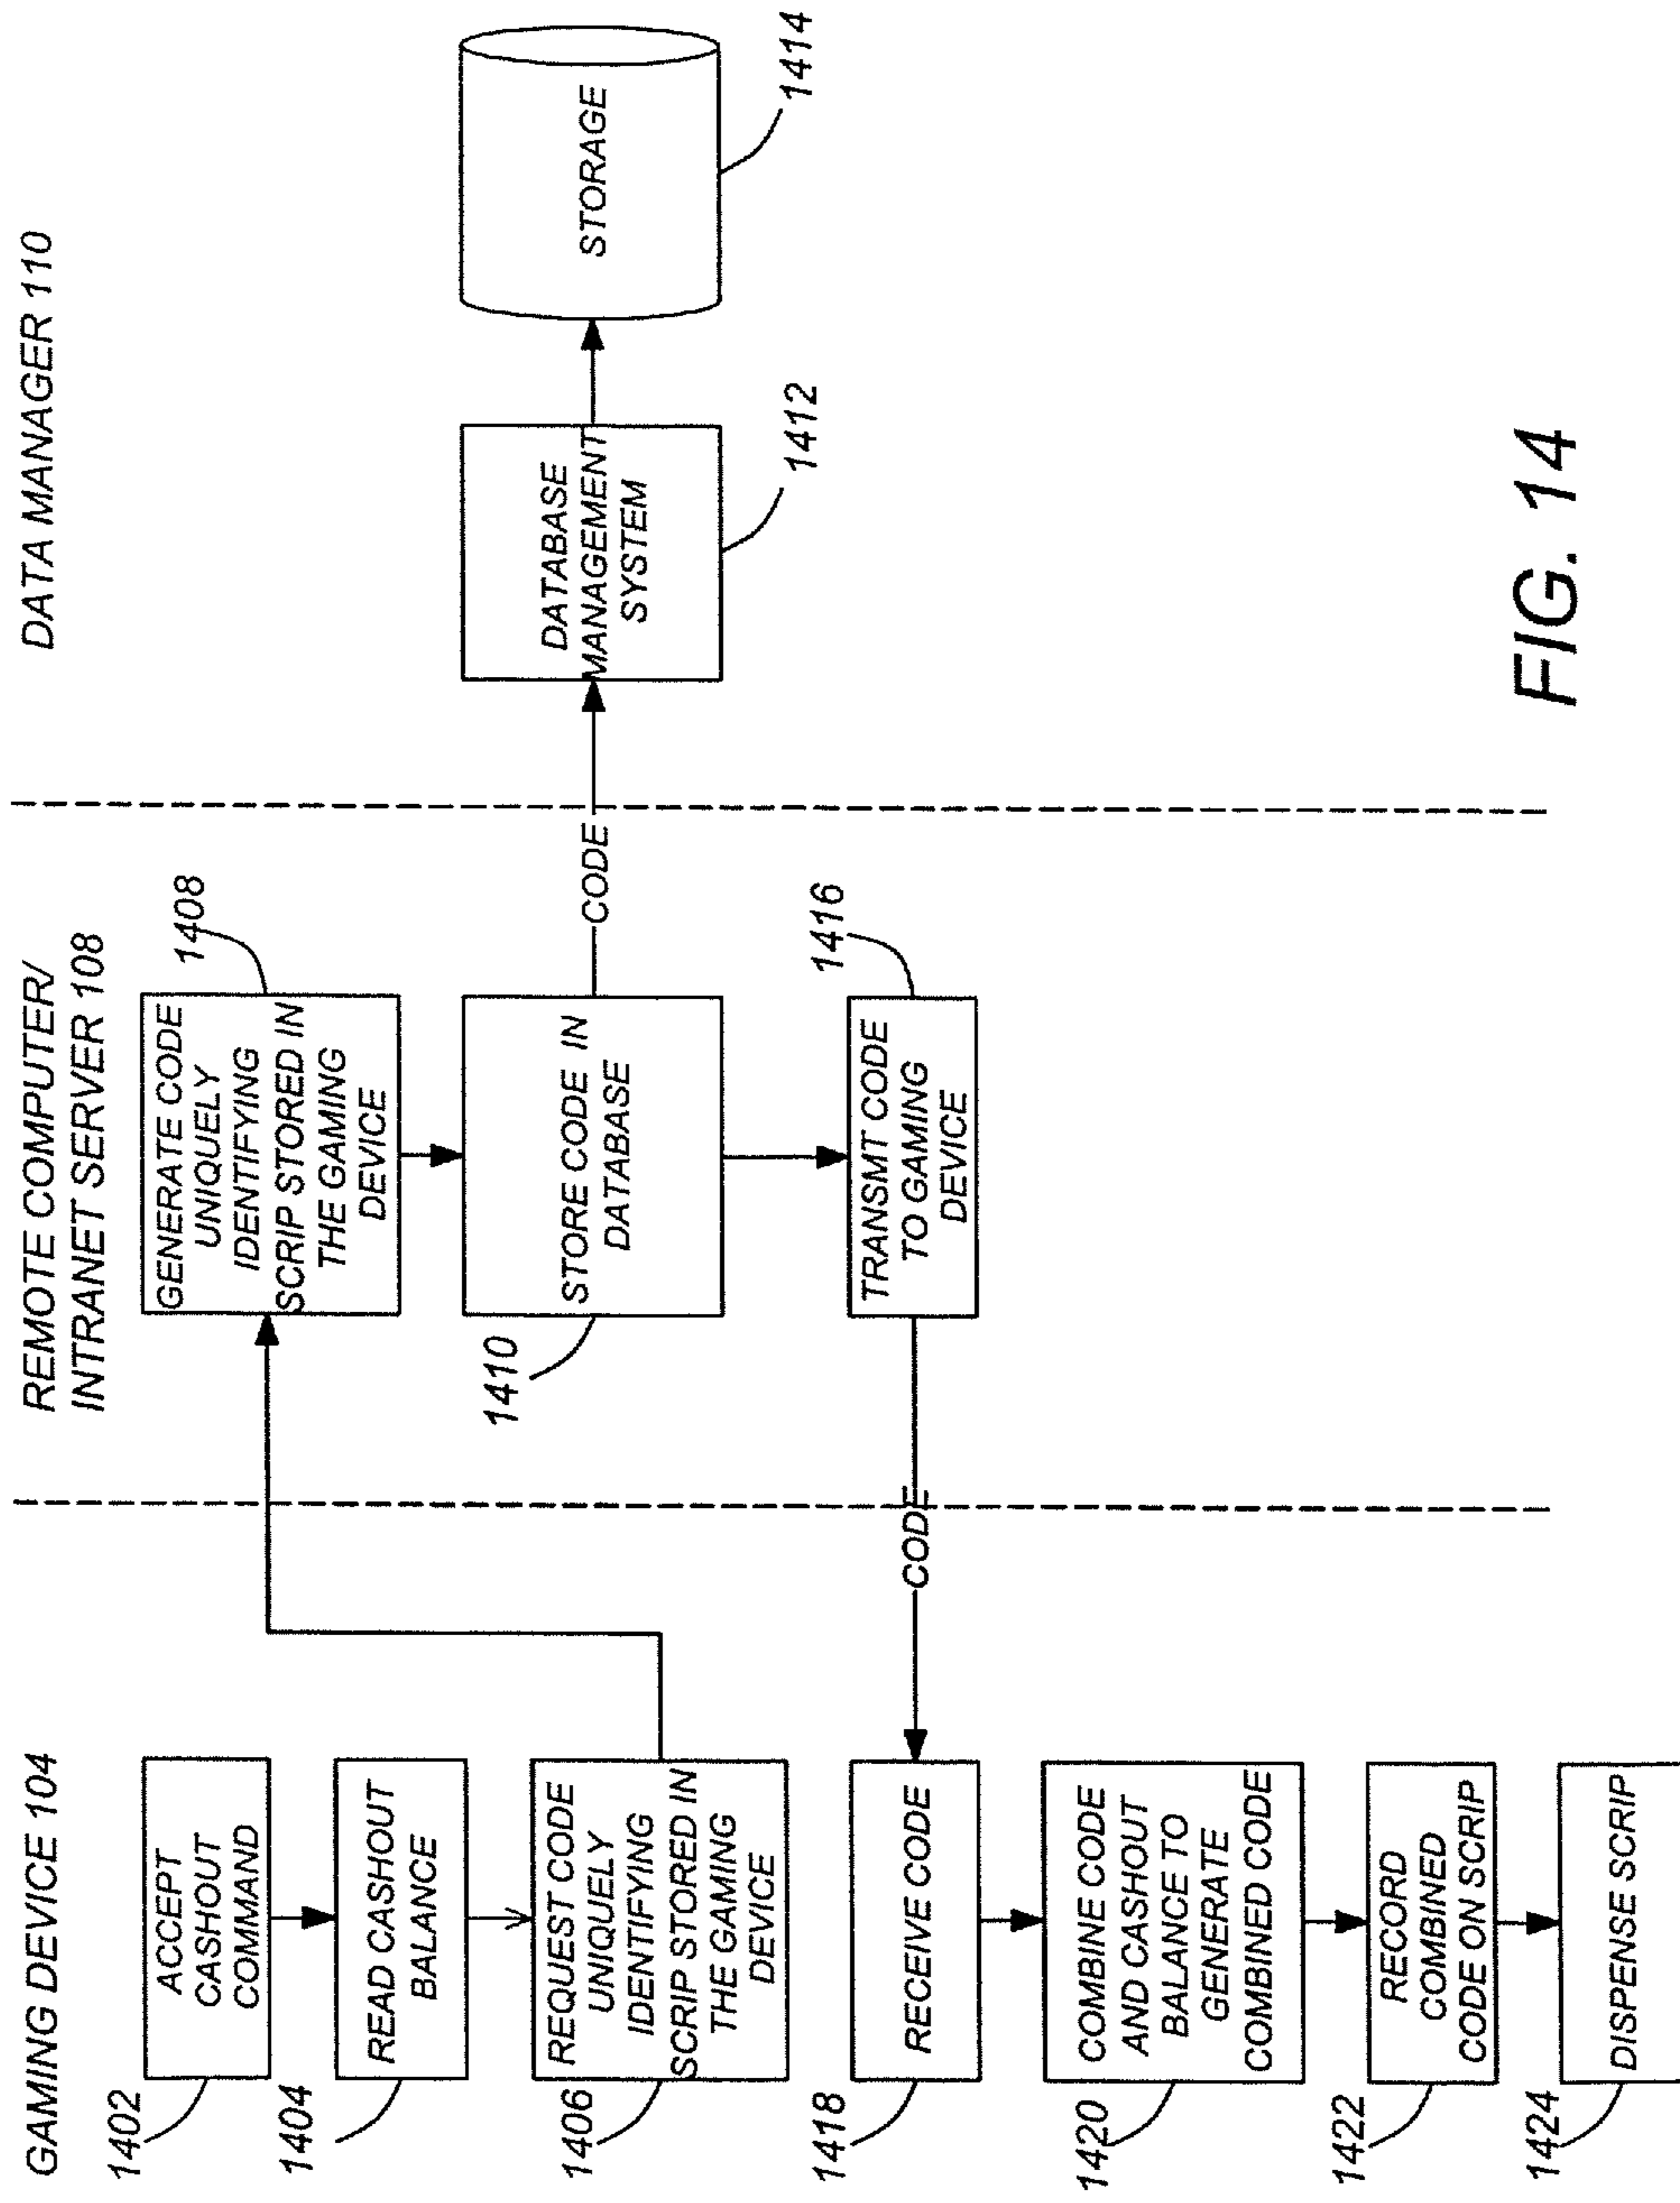 GAMING DEVICE 104
1402
ACCEPT
CASHOUT
COMMAND
1404
READ CASHOUT
BALANCE
1406
REQUEST CODE
UNIQUELY
IDENTIFYING
SCRIP STORED IN
THE GAMING
DEVICE
1418
RECEIVE CODE
1420
COMBINE CODE
AND CASHOUT
BALANCE TO
GENERATE
COMBINED CODE
1422
RECORD
COMBINED
CODE ON SCRIP
1424
DISPENSE SCRIP
REMOTE COMPUTER/
INTRANET SERVER 108
1408
GENERATE CODE
UNIQUELY
IDENTIFYING
SCRIP STORED IN
THE GAMING
DEVICE
1410
STORE CODE IN
DATABASE
CODE
1416
TRANSMT CODE
TO GAMING
DEVICE
CODE
DATA MANAGER 110
DATABASE
MANAGEMENT
SYSTEM
1412
STORAGE
1414
FIG. 14